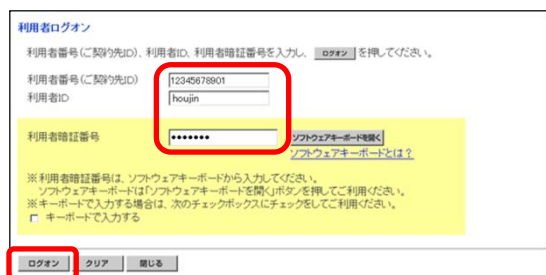 利用者ログオン
利用者番号(ご契約先ID)、利用者ID、利用者暗証番号を入力し、 ログオン を押してください。
利用者番号(ご契約先ID) 12345678901
利用者ID houjin
利用者暗証番号 ••••••• ソフトウェアキーボードを開く
ソフトウェアキーボードとは?
※利用者暗証番号は、ソフトウェアキーボードから入力してください。
ソフトウェアキーボードは「ソフトウェアキーボードを開く」ボタンを押してご利用ください。
※キーボードで入力する場合は、次のチェックボックスにチェックをしてご利用ください。
キーボードで入力する
ログオン クリア 閉じる